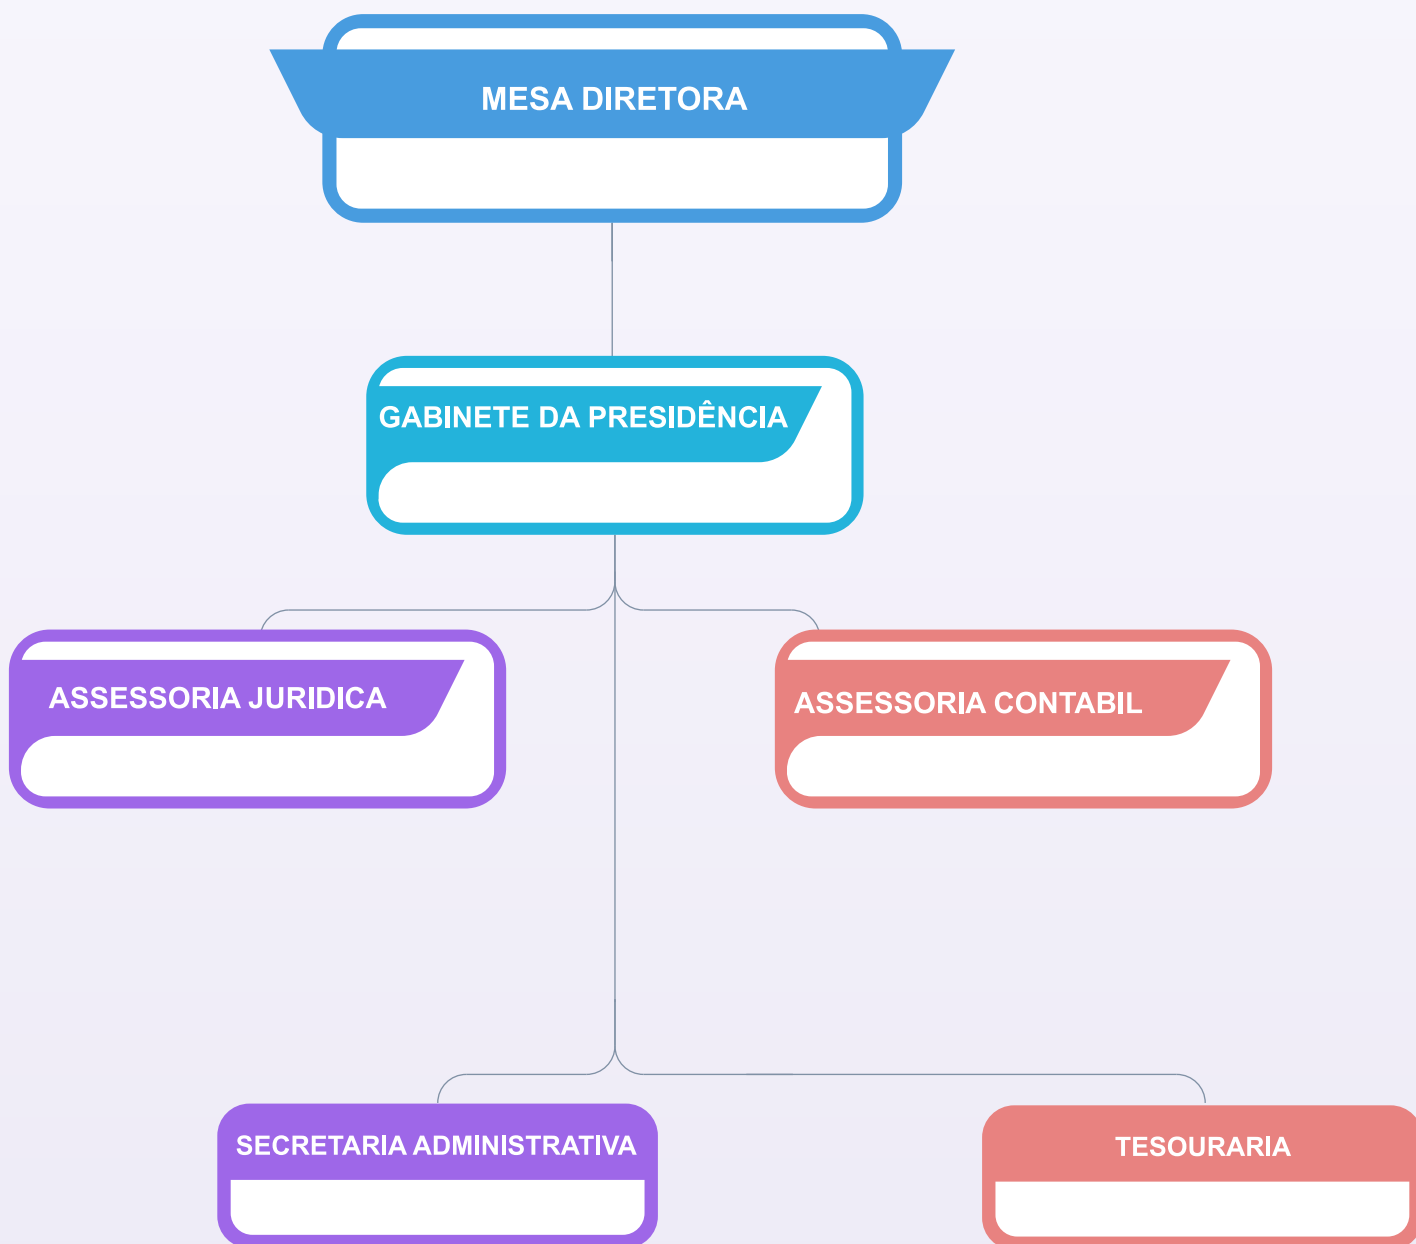 MESA DIRETORA
GABINETE DA PRESIDÊNCIA
ASSESSORIA JURIDICA
ASSESSORIA CONTABIL
SECRETARIA ADMINISTRATIVA
TESOURARIA